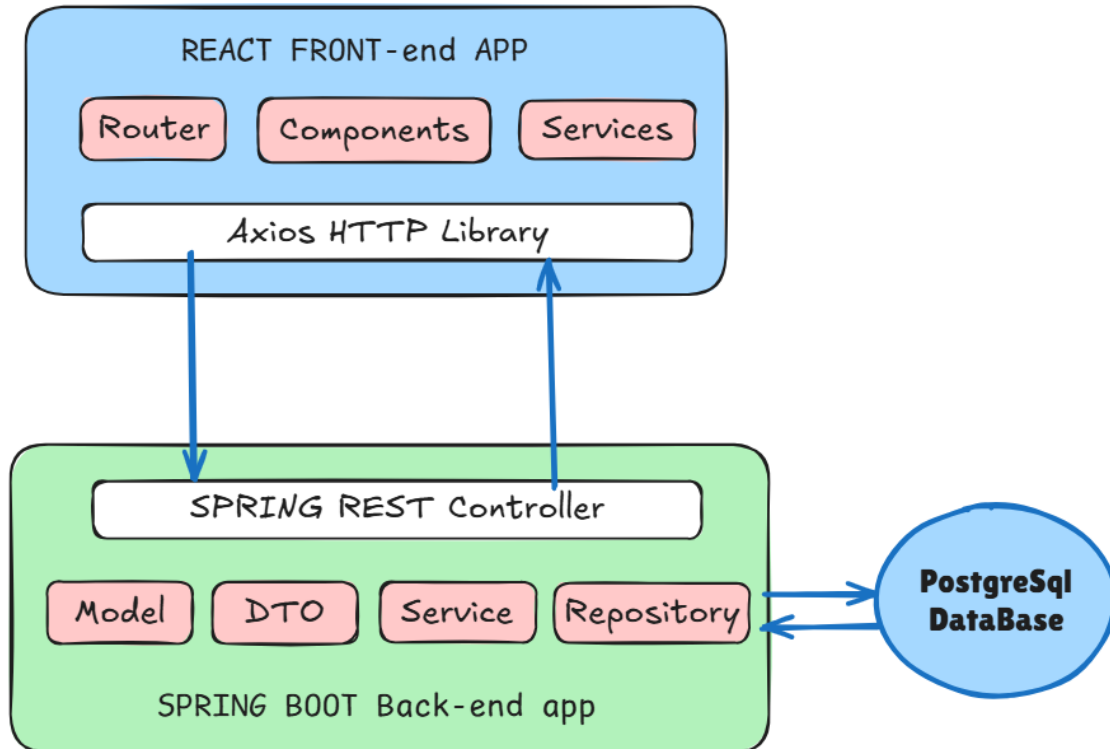 REACT FRONT-end APP
Router
Components
Services
Axios HTTP Library
SPRING REST Controller
Model
DTO
Service
Repository
PostgreSql
DataBase
SPRING BOOT Back-end app